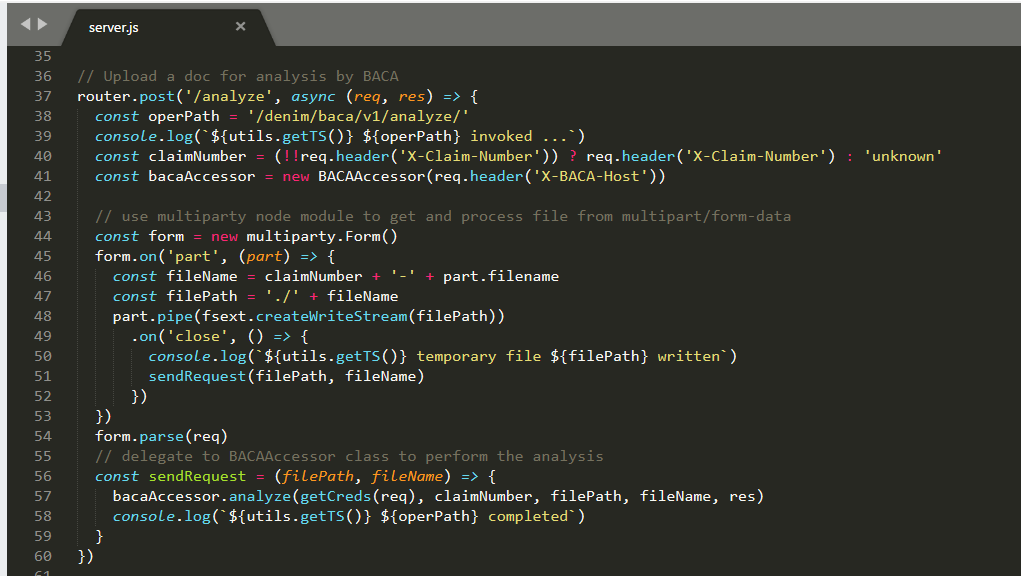 server.js ×
35
36 // Upload a doc for analysis by BACA
37 router.post('/analyze', async (req, res) => {
38   const operPath = '/denim/baca/v1/analyze/'
39   console.log(`${utils.getTS()} ${operPath} invoked ...`)
40   const claimNumber = (!!req.header('X-Claim-Number')) ? req.header('X-Claim-Number') : 'unknown'
41   const bacaAccessor = new BACAAccessor(req.header('X-BACA-Host'))
42
43   // use multiparty node module to get and process file from multipart/form-data
44   const form = new multiparty.Form()
45   form.on('part', (part) => {
46     const fileName = claimNumber + '-' + part.filename
47     const filePath = './' + fileName
48     part.pipe(fsext.createWriteStream(filePath))
49       .on('close', () => {
50         console.log(`${utils.getTS()} temporary file ${filePath} written`)
51         sendRequest(filePath, fileName)
52       })
53   })
54   form.parse(req)
55   // delegate to BACAAccessor class to perform the analysis
56   const sendRequest = (filePath, fileName) => {
57     bacaAccessor.analyze(getCreds(req), claimNumber, filePath, fileName, res)
58     console.log(`${utils.getTS()} ${operPath} completed`)
59   }
60 })
61